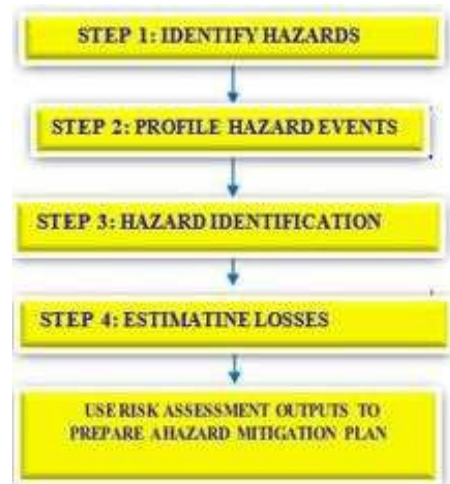 STEP 1: IDENTIFY HAZARDS
STEP 2: PROFILE HAZARD EVENTS
STEP 3: HAZARD IDENTIFICATION
STEP 4: ESTIMATINE LOSSES
USE RISK ASSESSMENT OUTPUTS TO
PREPARE A HAZARD MITIGATION PLAN